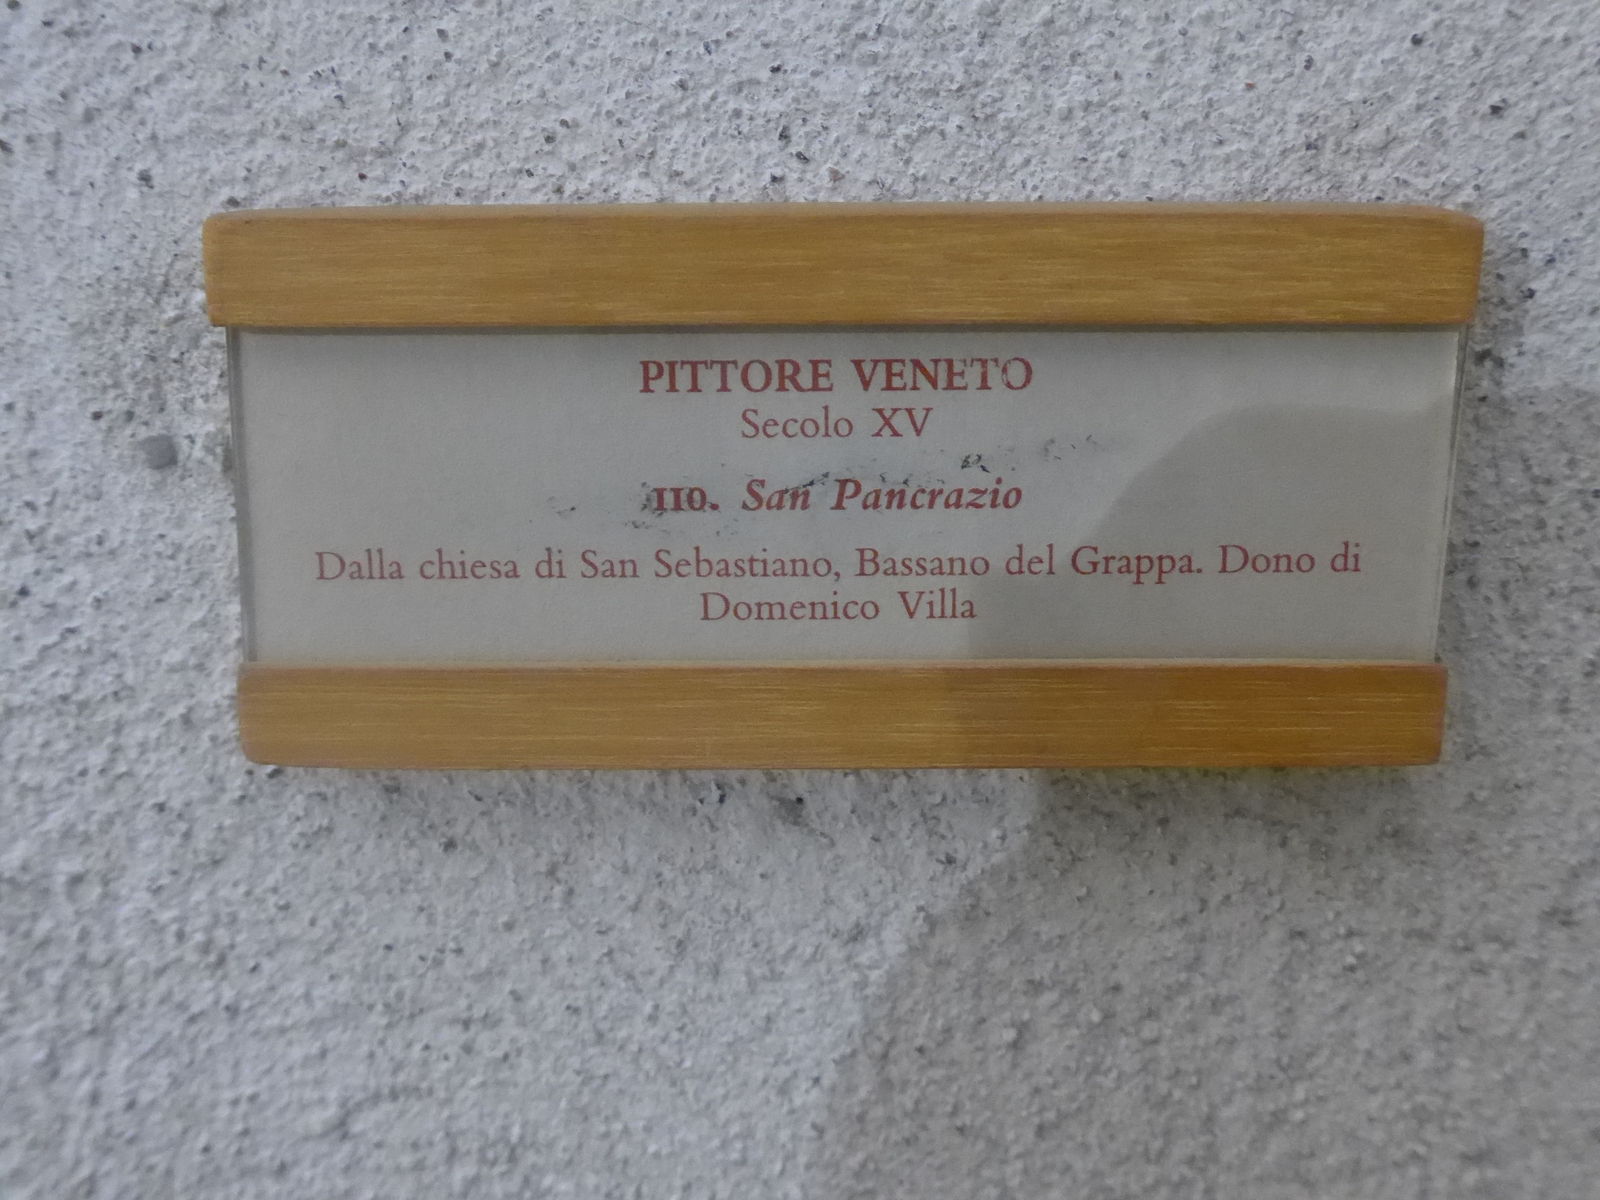 PITTORE VENETO
Secolo XV
110. San Pancrazio
Dalla chiesa di San Sebastiano, Bassano del Grappa. Dono di
Domenico Villa